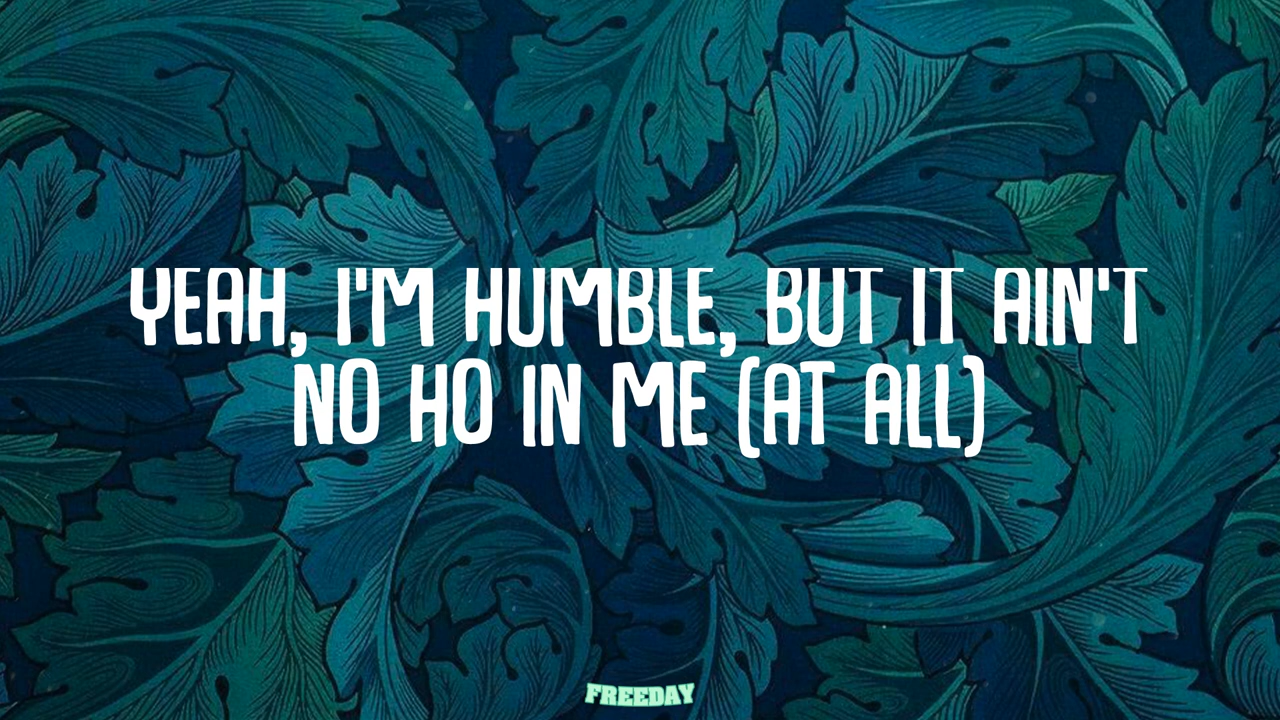 YEAH, I'M HUMBLE, BUT IT AIN'T
NO HO IN ME (AT ALL)
FREEDAY